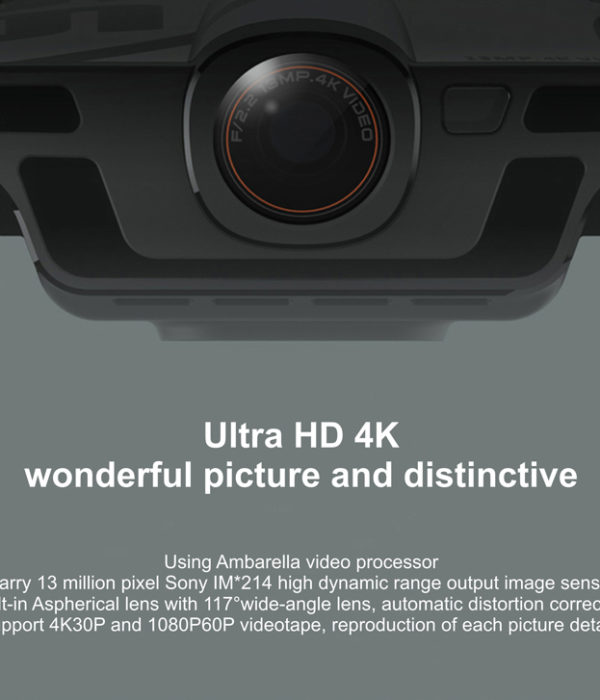 F/2.2 13MP.4K VIDEO
Ultra HD 4K
wonderful picture and distinctive
Using Ambarella video processor
arry 13 million pixel Sony IM*214 high dynamic range output image sens
lt-in Aspherical lens with 117°wide-angle lens, automatic distortion correc
pport 4K30P and 1080P60P videotape, reproduction of each picture deta